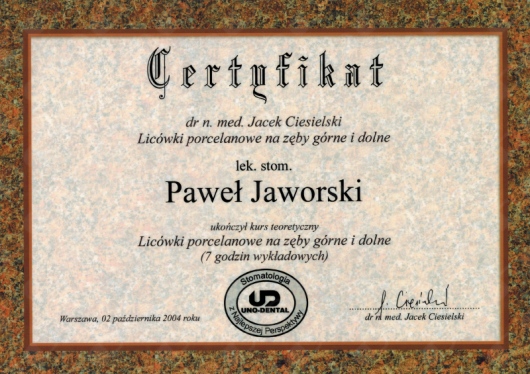 Certyfikat
dr n. med. Jacek Ciesielski
Licówki porcelanowe na zęby górne i dolne
lek. stom.
Paweł Jaworski
ukończył kurs teoretyczny
Licówki porcelanowe na zęby górne i dolne
(7 godzin wykładowych)
Stomatologia
UNO-DENTAL
z Najlepszej Perspektywy
Warszawa, 02 października 2004 roku
dr n. med. Jacek Ciesielski